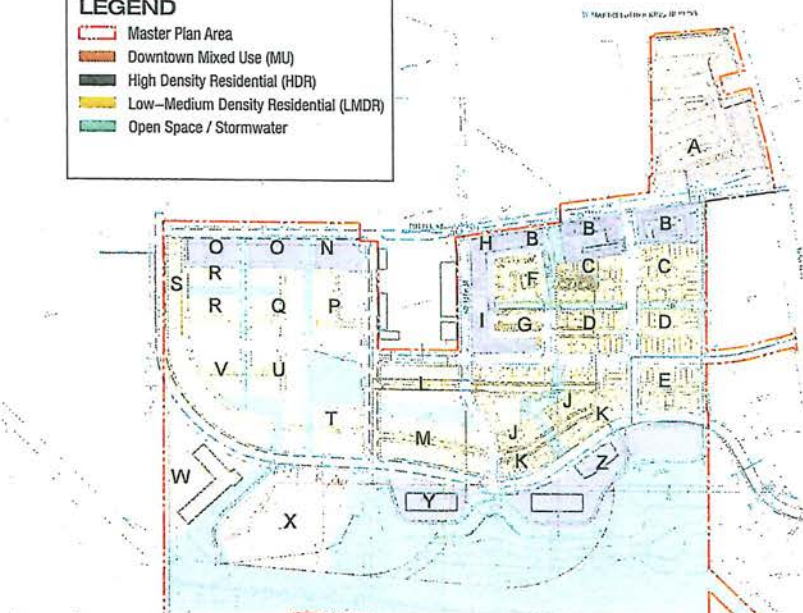 LEGEND
Master Plan Area
Downtown Mixed Use (MU)
High Density Residential (HDR)
Low–Medium Density Residential (LMDR)
Open Space / Stormwater
A
B
B
H B
O O N
C
C
R
S
F
R Q P
I
G
D
D
V U
L
E
J
K
T
M
J
K
W
Z
Y
X